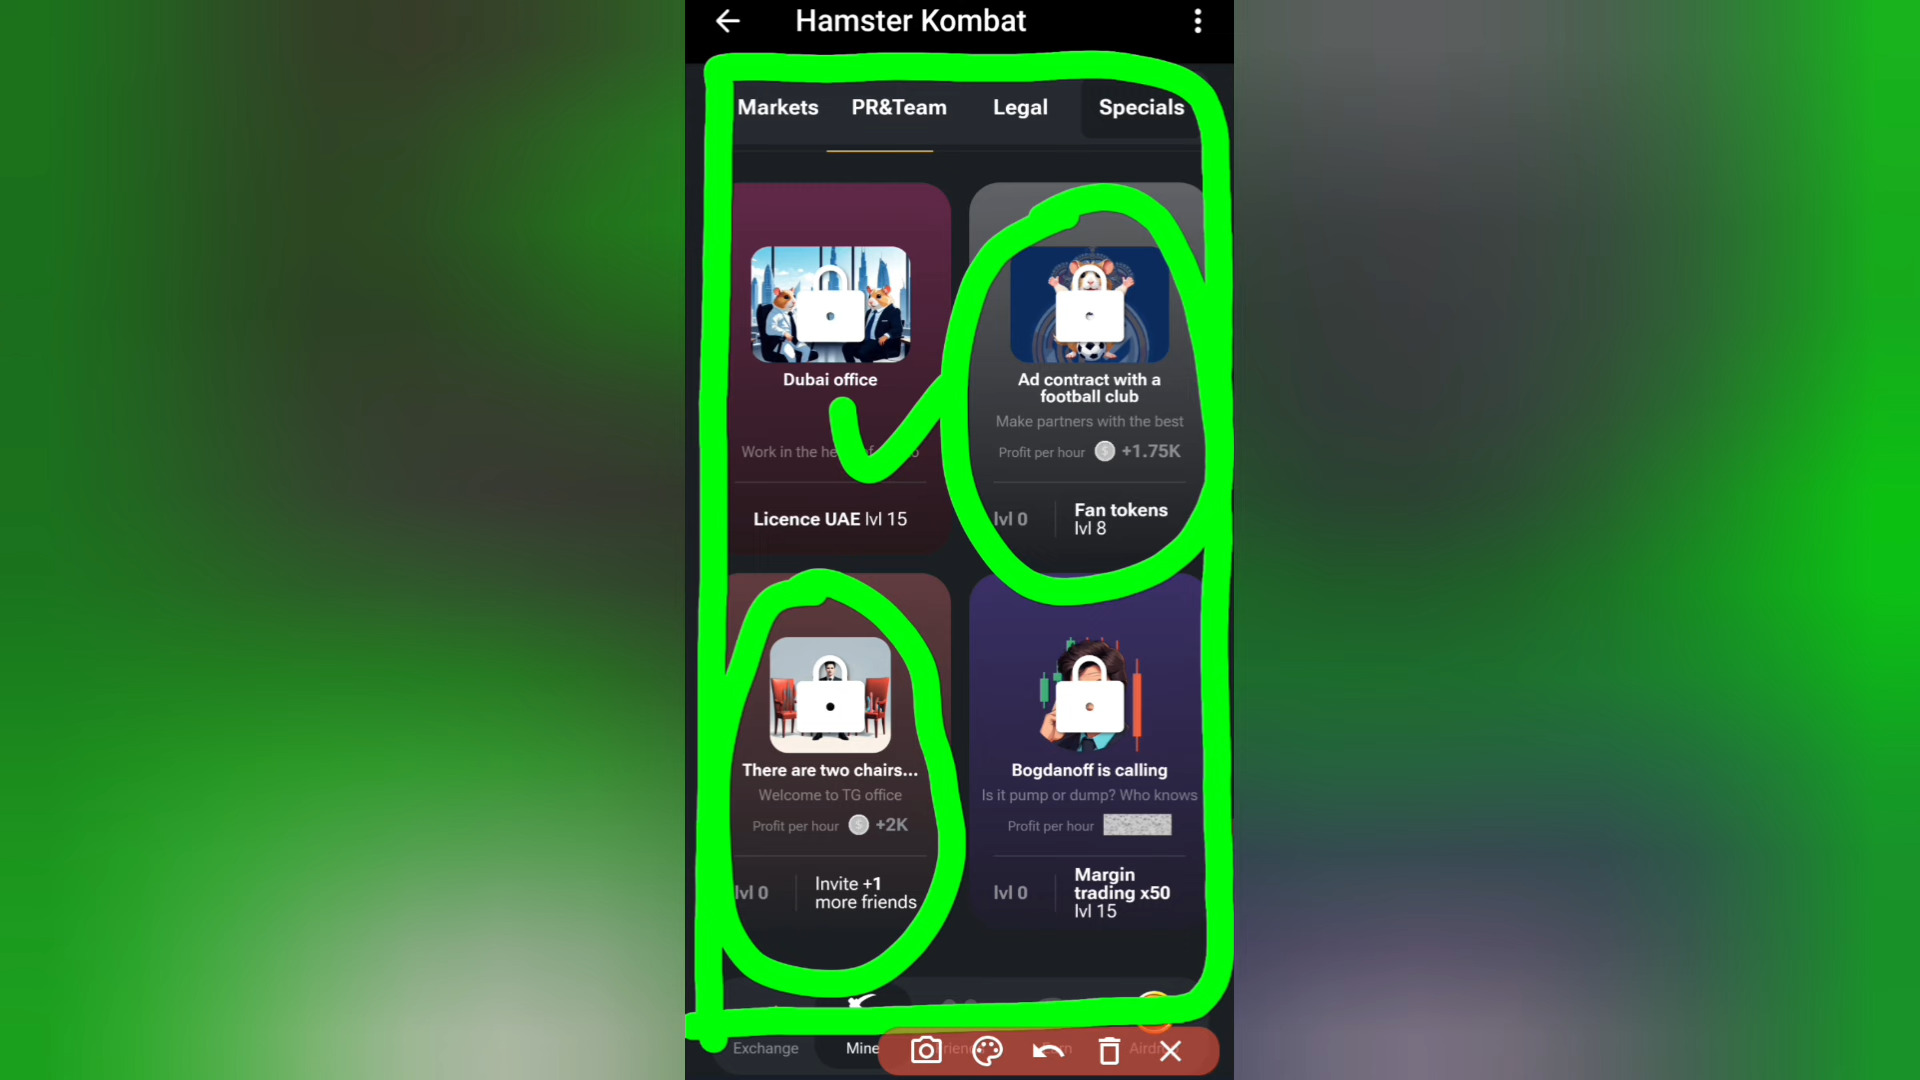 Hamster Kombat
Markets PR&Team Legal Specials
Dubai office
Work in the
Licence UAE lvl 15
Ad contract with a
football club
Make partners with the best
Profit per hour +1.75K
lvl 0
Fan tokens
lvl 8
There are two chairs...
Welcome to TG office
Profit per hour +2K
lvl 0
Invite +1
more friends
Bogdanoff is calling
Is it pump or dump? Who knows
Profit per hour
lvl 0
Margin
trading x50
lvl 15
Exchange Mine